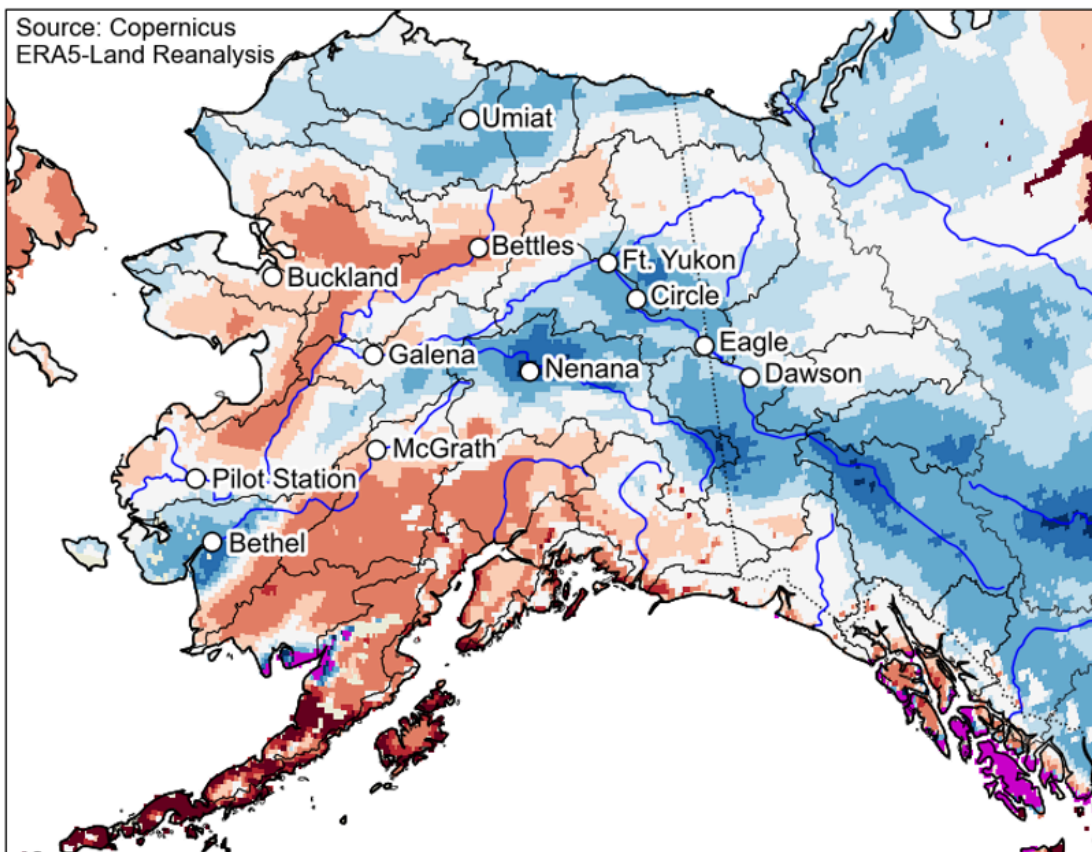 Source: Copernicus
ERA5-Land Reanalysis
Umiat
Bettles
Ft. Yukon
Buckland
Circle
Eagle
Galena
Nenana
Dawson
McGrath
Pilot Station
Bethel